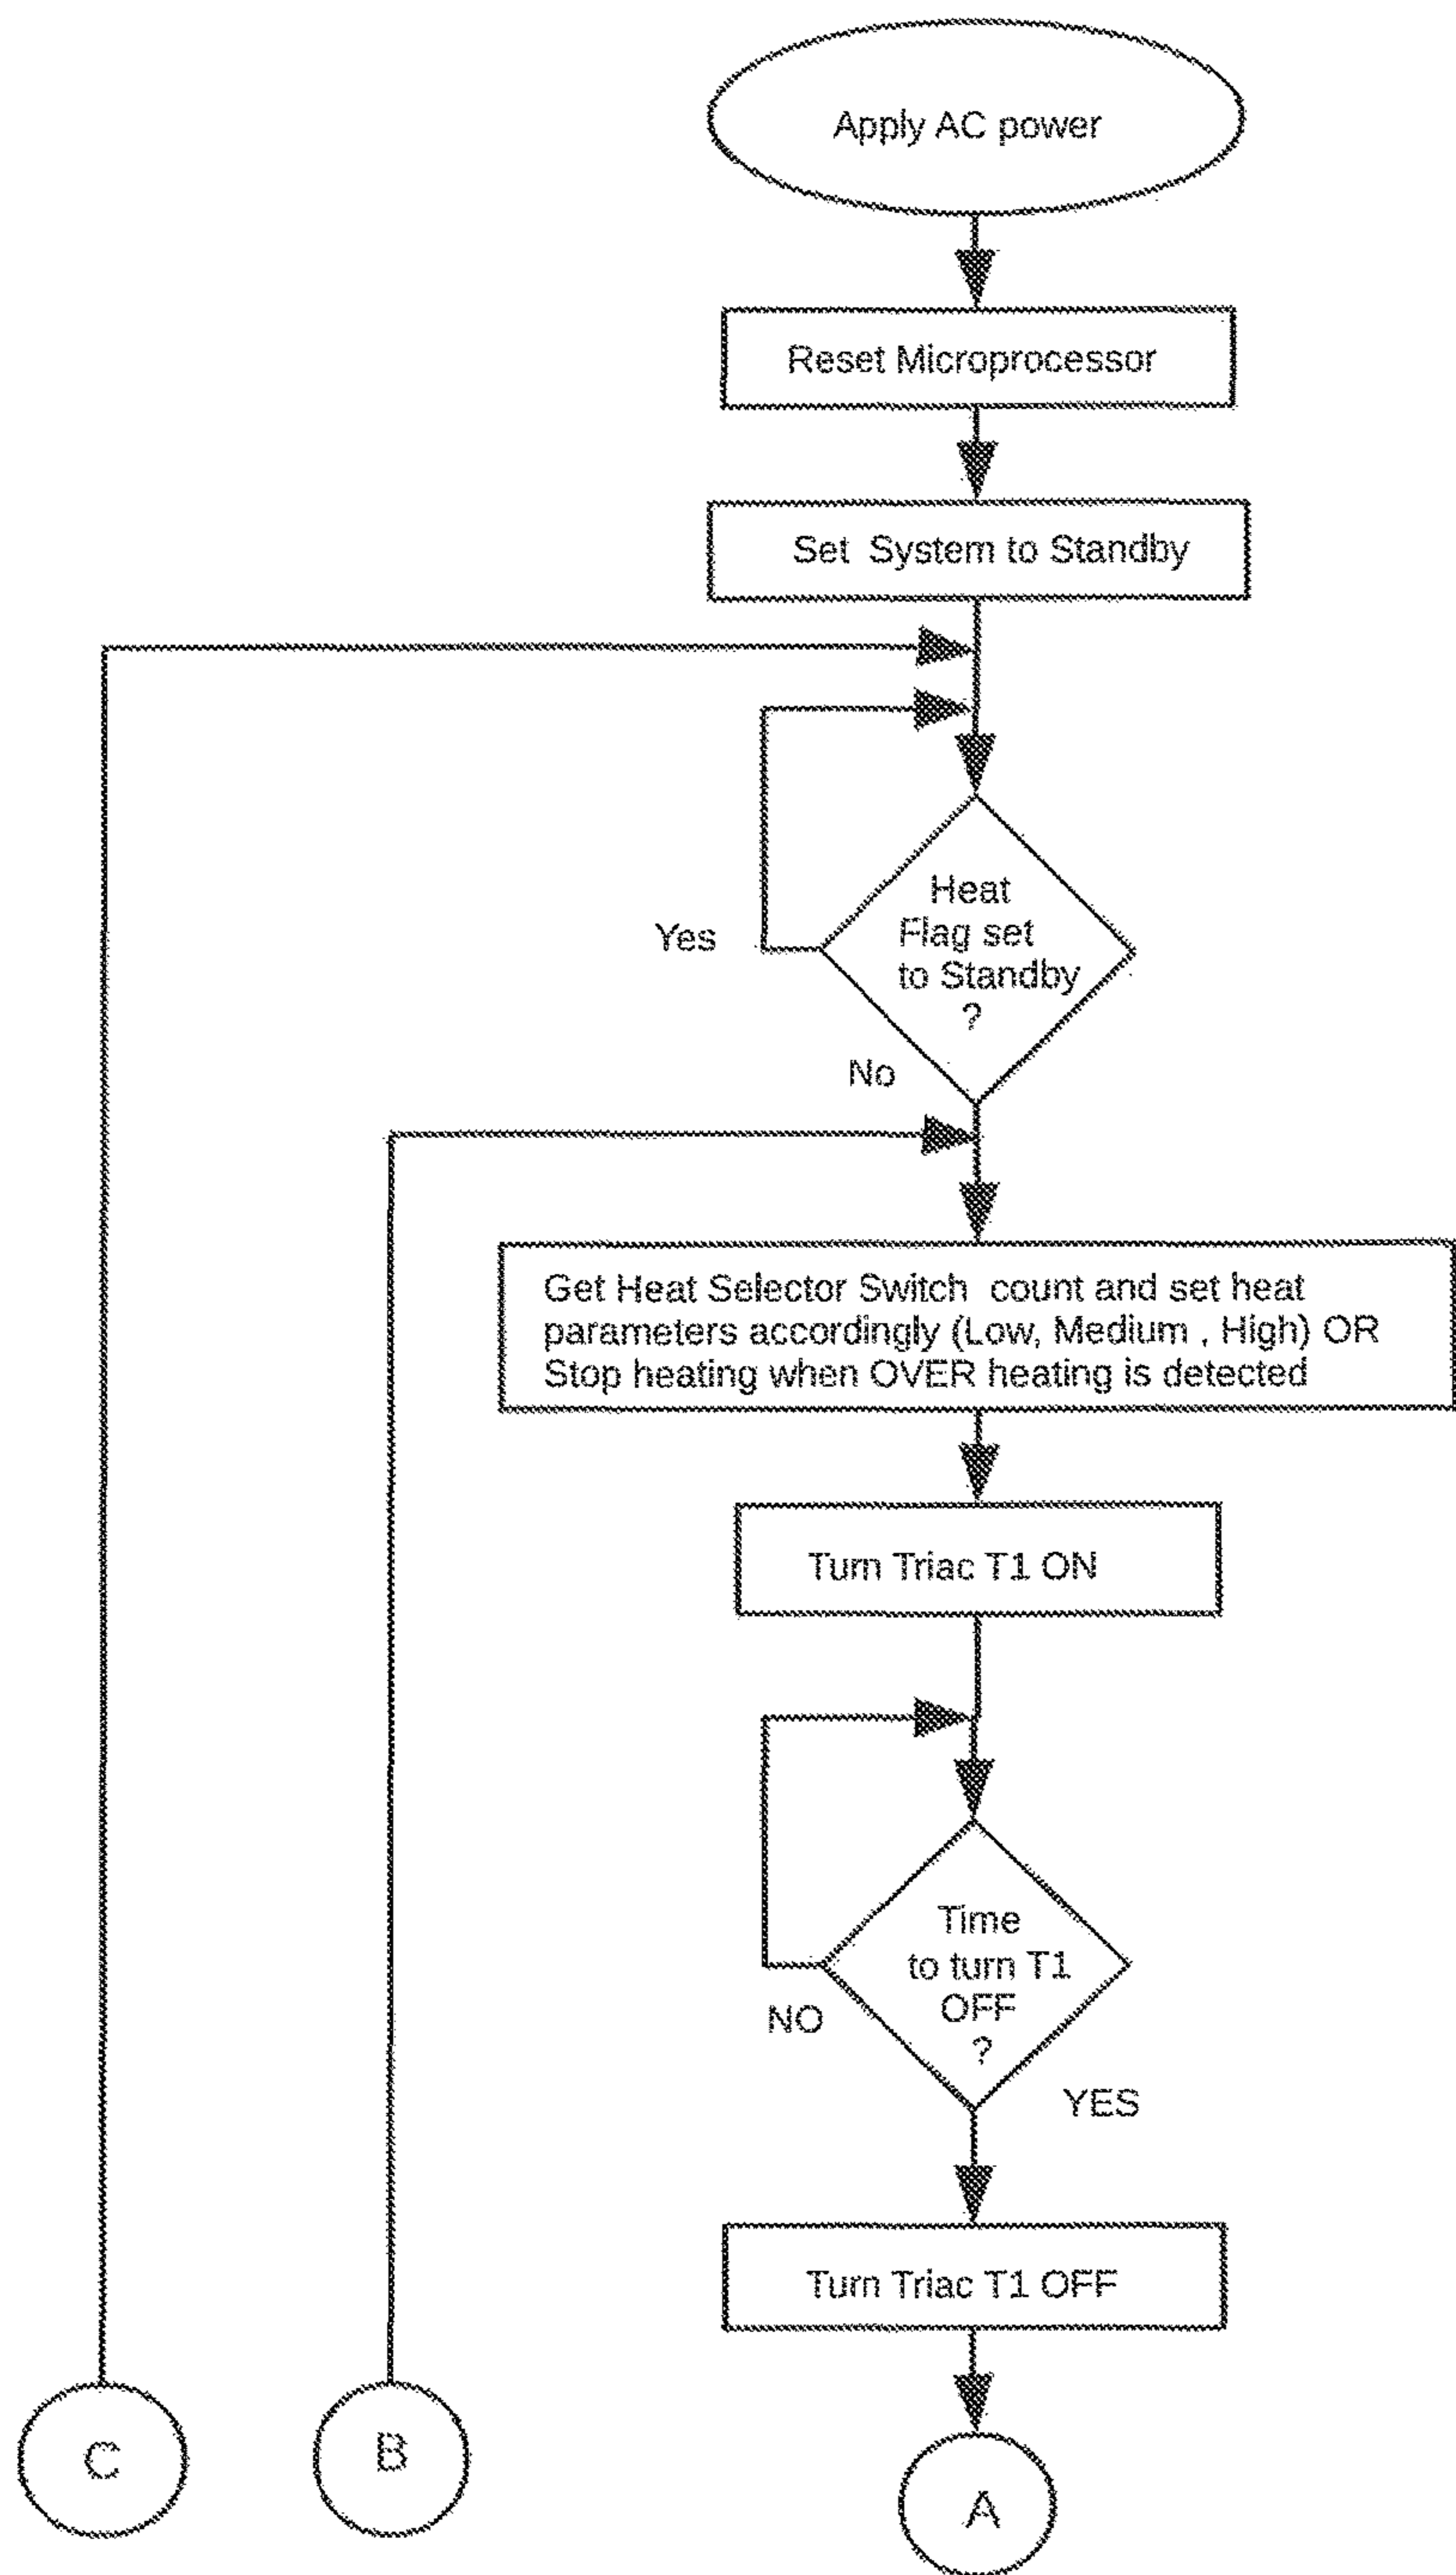 Apply AC power
Reset Microprocessor
Set System to Standby
Heat
Flag set
to Standby
?
Yes
No
Get Heat Selector Switch count and set heat
parameters accordingly (Low, Medium , High) OR
Stop heating when OVER heating is detected
Turn Triac T1 ON
Time
to turn T1
OFF
?
NO
YES
Turn Triac T1 OFF
C
B
A